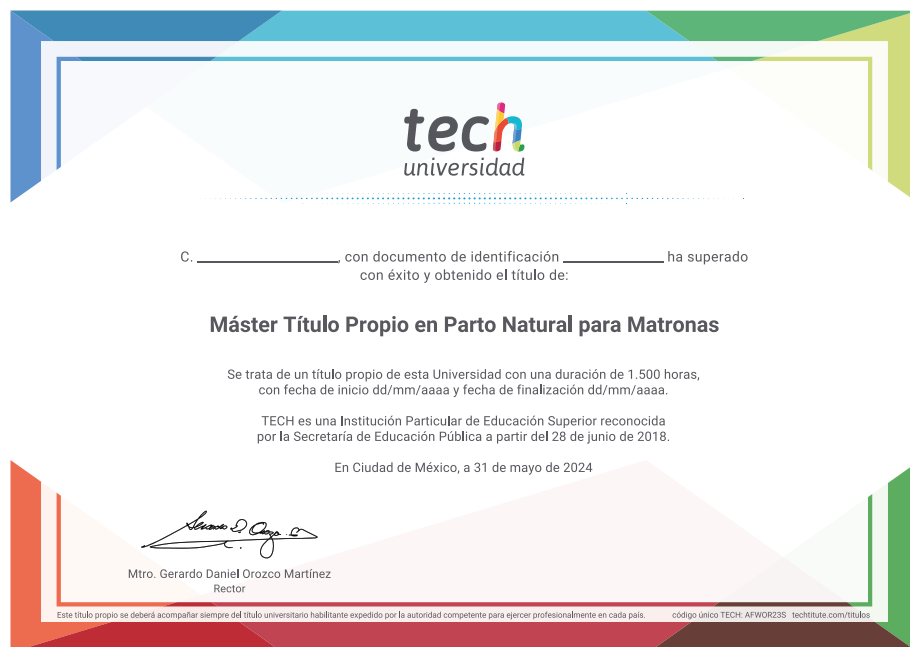 tech
universidad
C. ____________, con documento de identificación ____________ ha superado
con éxito y obtenido el título de:
Máster Título Propio en Parto Natural para Matronas
Se trata de un título propio de esta Universidad con una duración de 1.500 horas,
con fecha de inicio dd/mm/aaaa y fecha de finalización dd/mm/aaaa.
TECH es una Institución Particular de Educación Superior reconocida
por la Secretaría de Educación Pública a partir del 28 de junio de 2018.
En Ciudad de México, a 31 de mayo de 2024
Mtro. Gerardo Daniel Orozco Martínez
Rector
Este título propio se deberá acompañar siempre del título universitario habilitante expedido por la autoridad competente para ejercer profesionalmente en cada país. código único TECH: AFWOR23S techtitute.com/titulos